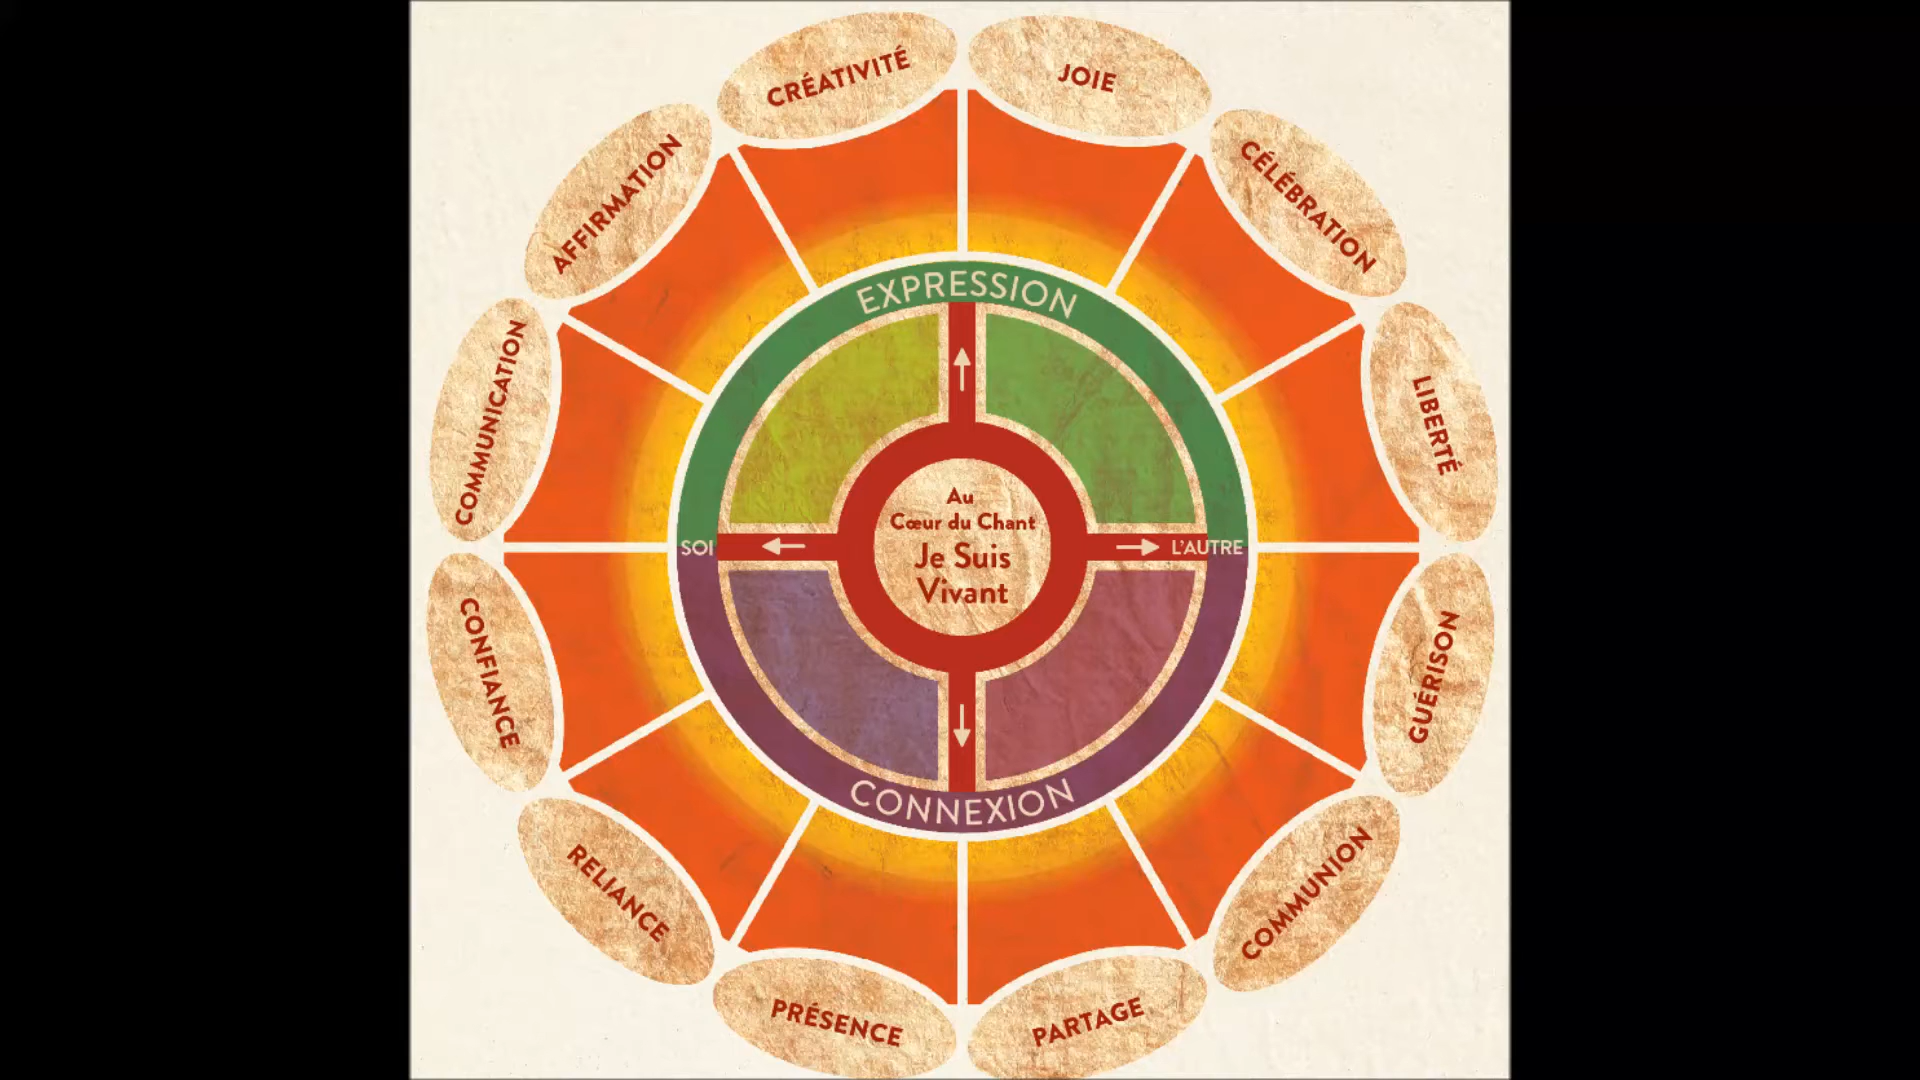 CRÉATIVITÉ
JOIE
CÉLÉBRATION
LIBERTÉ
GUÉRISON
COMMUNION
PARTAGE
PRÉSENCE
RELIANCE
CONFIANCE
COMMUNICATION
AFFIRMATION
EXPRESSION
SOI
Au
Cœur du Chant
Je Suis
Vivant
L'AUTRE
CONNEXION